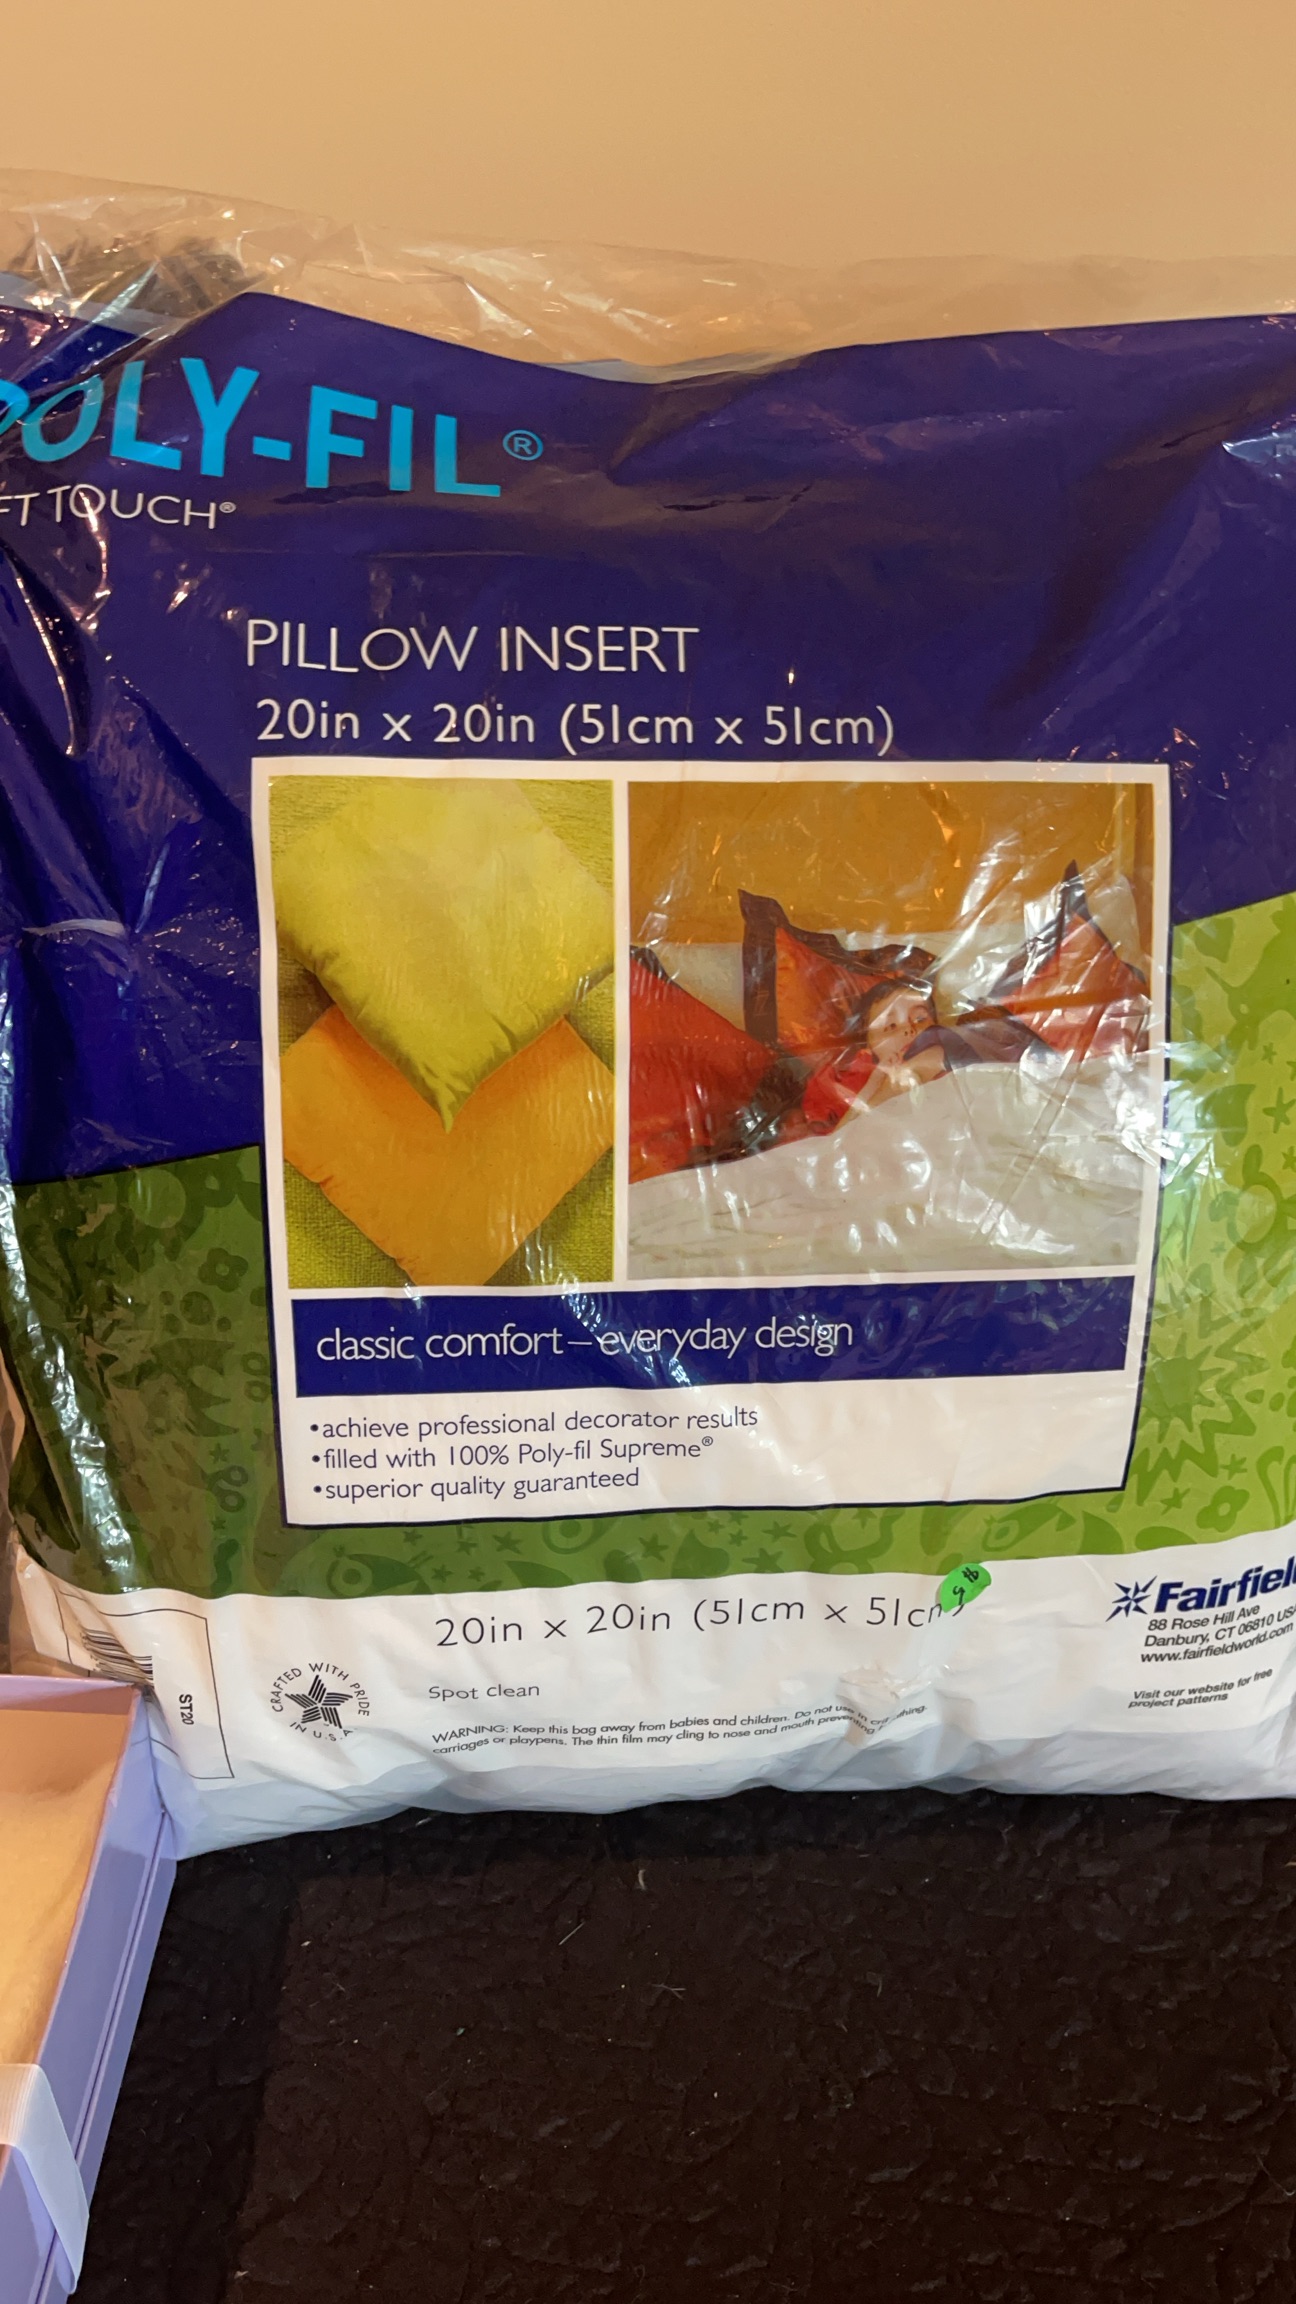 POLY-FIL®
FT TOUCH®
PILLOW INSERT
20in x 20in (51cm x 51cm)
classic comfort—everyday design
•achieve professional decorator results
•filled with 100% Poly-fil Supreme®
•superior quality guaranteed
20in x 20in (51cm x 51cm
$5
Spot clean
WARNING: Keep this bag away from babies and children. Do not use in
carriages or playpens. The thin film may cling to nose and mouth preventing
CRAFTED WITH PRIDE
IN U.S.A.
ST20
Fairfiel
88 Rose Hill Ave
Danbury, CT 06810 USA
www.fairfieldworld.com
Visit our website for free
project patterns